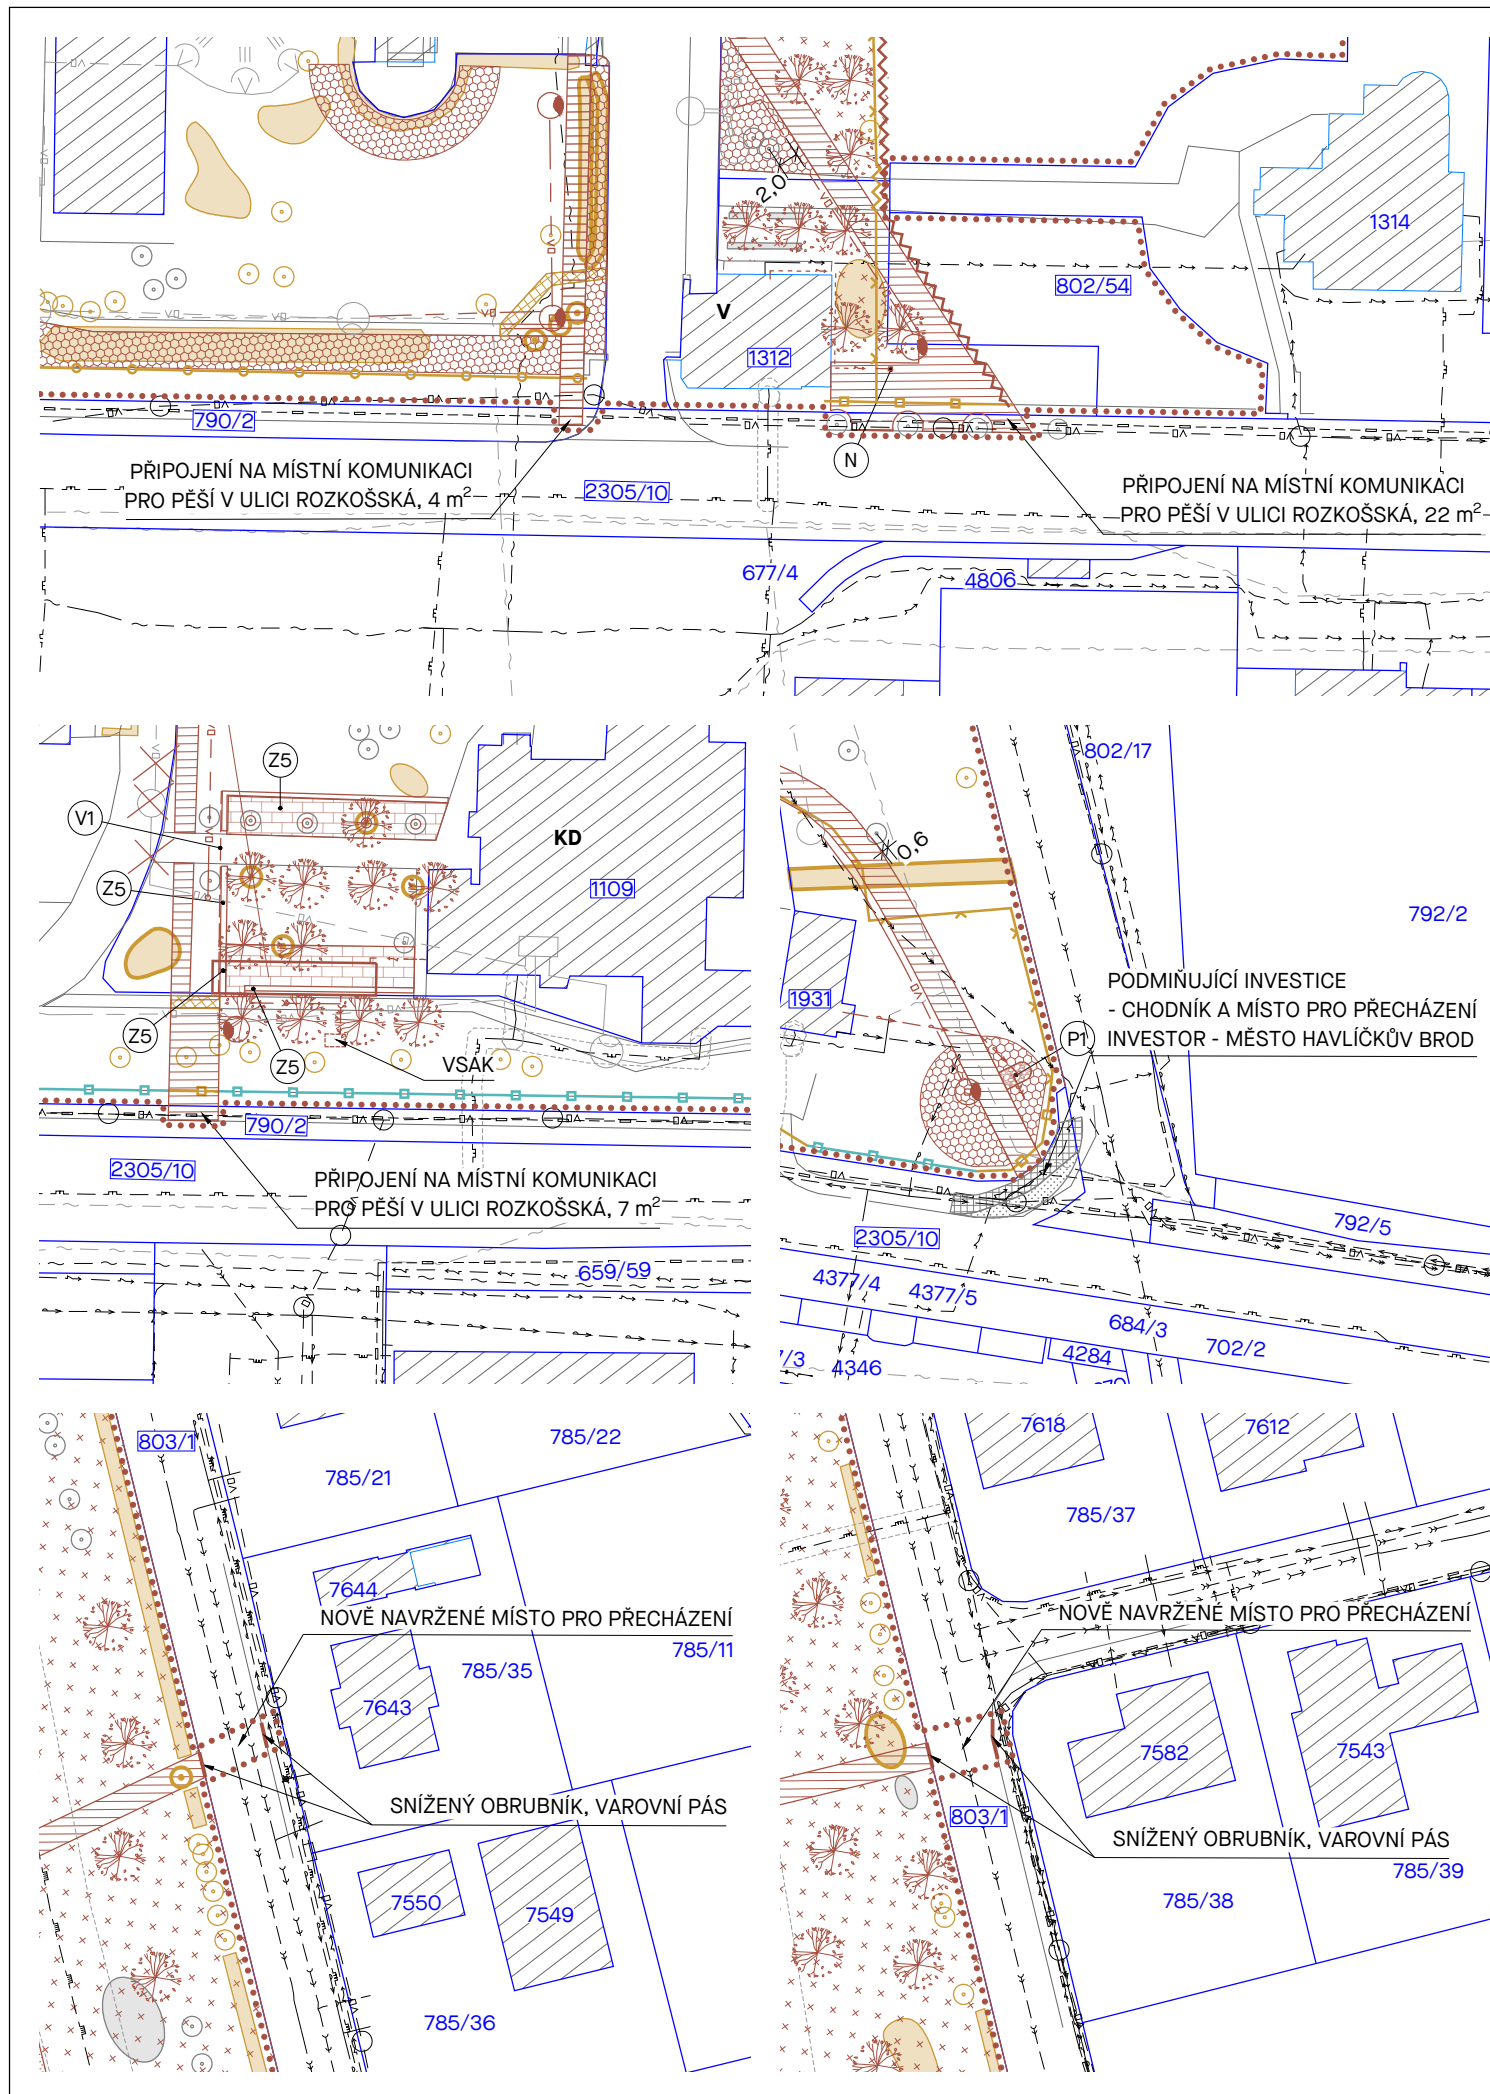 2,0
1314
802/54
V
1312
790/2
N
PŘIPOJENÍ NA MÍSTNÍ KOMUNIKACI
PRO PĚŠÍ V ULICI ROZKOŠSKÁ, 4 m²
2305/10
PŘIPOJENÍ NA MÍSTNÍ KOMUNIKACI
PRO PĚŠÍ V ULICI ROZKOŠSKÁ, 22 m²
677/4
4806
Z5
V1
KD
Z5
1109
Z5
Z5
VSAK
790/2
2305/10
PŘIPOJENÍ NA MÍSTNÍ KOMUNIKACI
PRO PĚŠÍ V ULICI ROZKOŠSKÁ, 7 m²
659/59
802/17
0,6
792/2
PODMIŇUJÍCÍ INVESTICE
- CHODNÍK A MÍSTO PRO PŘECHÁZENÍ
INVESTOR - MĚSTO HAVLÍČKŮV BROD
1931
P1
792/5
2305/10
4377/4
4377/5
684/3
702/2
4284
4346
803/1
785/22
785/21
7644
NOVĚ NAVRŽENÉ MÍSTO PRO PŘECHÁZENÍ
785/11
785/35
7643
SNÍŽENÝ OBRUBNÍK, VAROVNÍ PÁS
7550
7549
785/36
7618
7612
785/37
NOVĚ NAVRŽENÉ MÍSTO PRO PŘECHÁZENÍ
7582
7543
803/1
SNÍŽENÝ OBRUBNÍK, VAROVNÍ PÁS
785/39
785/38